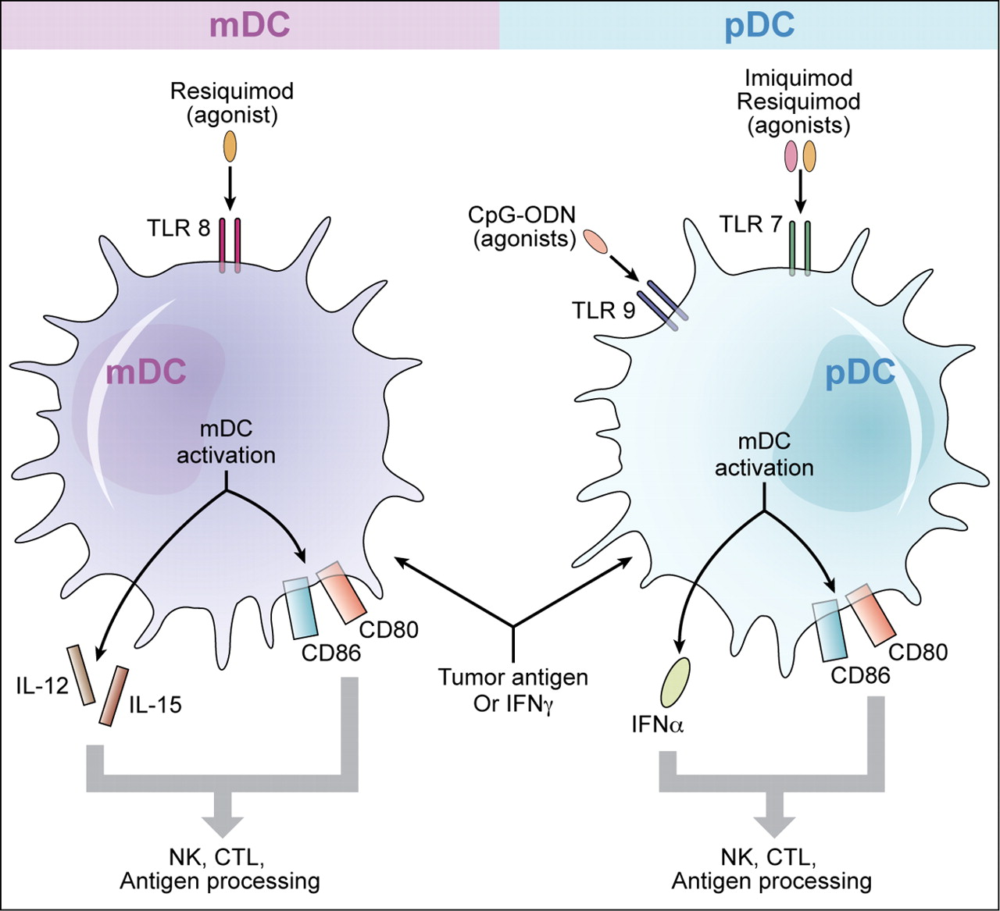 mDC
pDC
Resiquimod
(agonist)
TLR 8
mDC
mDC
activation
IL-12
IL-15
CD86
CD80
NK, CTL,
Antigen processing
Tumor antigen
Or IFNγ
Imiquimod
Resiquimod
(agonists)
CpG-ODN
(agonists)
TLR 7
TLR 9
pDC
mDC
activation
IFNα
CD86
CD80
NK, CTL,
Antigen processing